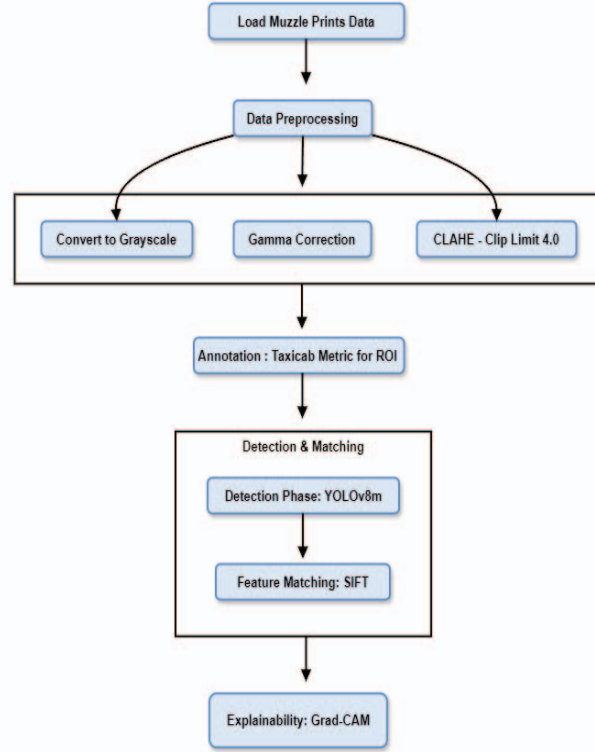 Load Muzzle Prints Data
Data Preprocessing
Convert to Grayscale
Gamma Correction
CLAHE - Clip Limit 4.0
Annotation : Taxicab Metric for ROI
Detection & Matching
Detection Phase: YOLOv8m
Feature Matching: SIFT
Explainability: Grad-CAM